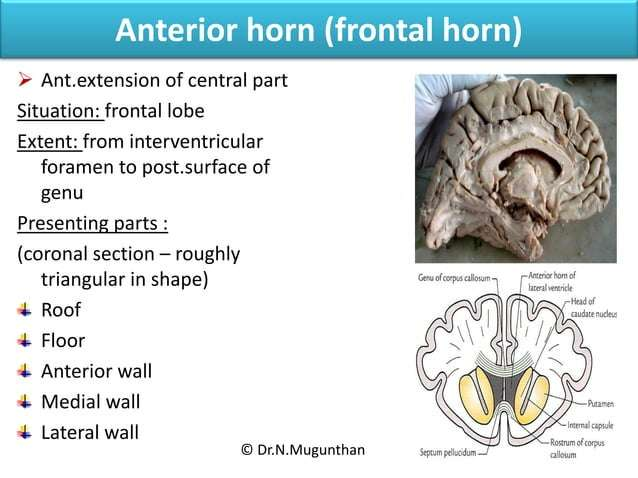 Anterior horn (frontal horn)
Ant.extension of central part
Situation: frontal lobe
Extent: from interventricular
foramen to post.surface of
genu
Presenting parts :
(coronal section – roughly
triangular in shape)
Roof
Floor
Anterior wall
Medial wall
Lateral wall
Genu of corpus callosum
Anterior horn of
lateral ventricle
Head of
caudate nucleus
Putamen
Internal capsule
Rostrum of corpus
callosum
Septum pellucidum
© Dr.N.Mugunthan